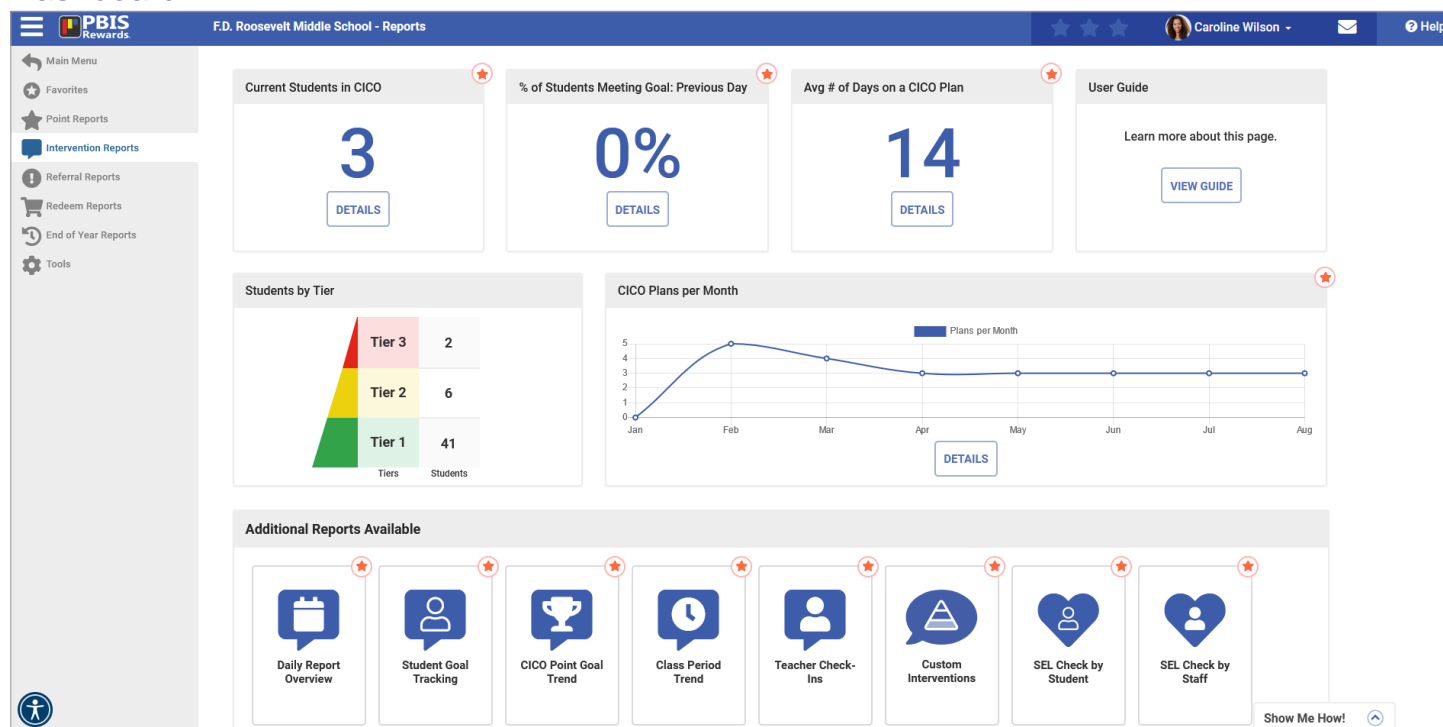 PBIS
Rewards
F.D. Roosevelt Middle School - Reports
Caroline Wilson
Help
Main Menu
Favorites
Point Reports
Intervention Reports
Referral Reports
Redeem Reports
End of Year Reports
Tools
Current Students in CICO
3
DETAILS
% of Students Meeting Goal: Previous Day
0%
DETAILS
Avg # of Days on a CICO Plan
14
DETAILS
User Guide
Learn more about this page.
VIEW GUIDE
Students by Tier
Tier 3 2
Tier 2 6
Tier 1 41
Tiers Students
CICO Plans per Month
Plans per Month
5
4
3
2
1
0
Jan Feb Mar Apr May Jun Jul Aug
DETAILS
Additional Reports Available
Daily Report
Overview
Student Goal
Tracking
CICO Point Goal
Trend
Class Period
Trend
Teacher Check-
Ins
Custom
Interventions
SEL Check by
Student
SEL Check by
Staff
Show Me How!